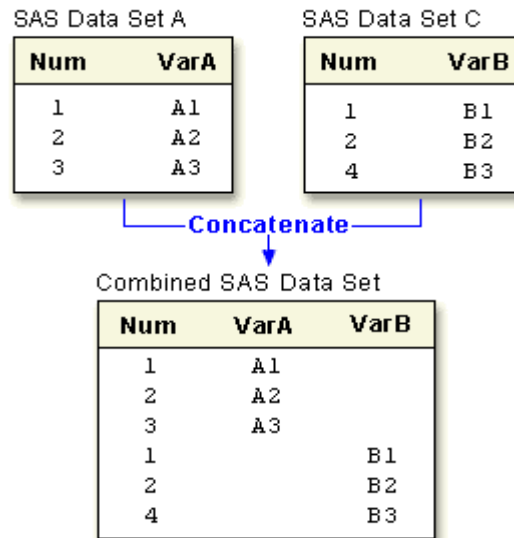 SAS Data Set A
Num VarA
1 A1
2 A2
3 A3
SAS Data Set C
Num VarB
1 B1
2 B2
4 B3
Concatenate
Combined SAS Data Set
Num VarA VarB
1 A1
2 A2
3 A3
1 B1
2 B2
4 B3